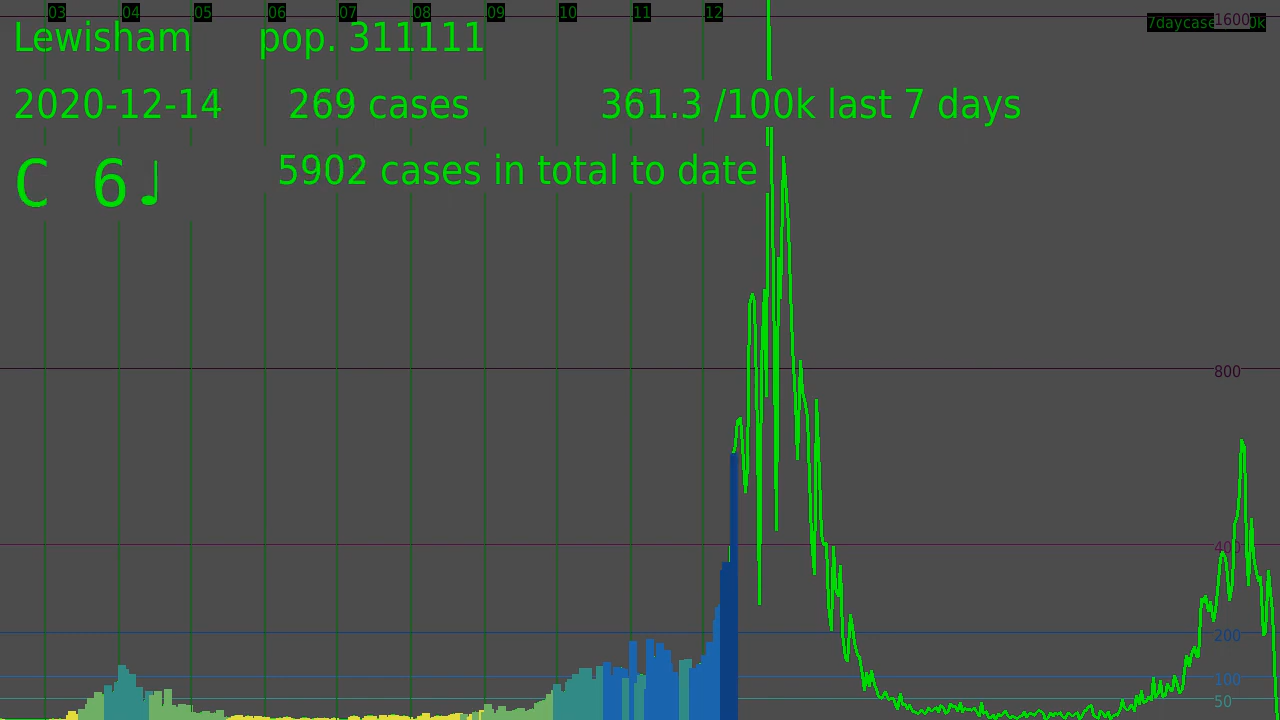 03 04 05 06 07 08 09 10 11 12
1600
Lewisham pop. 311111
2020-12-14 269 cases 361.3 /100k last 7 days
C 6♩ 5902 cases in total to date
800
400
200
100
50